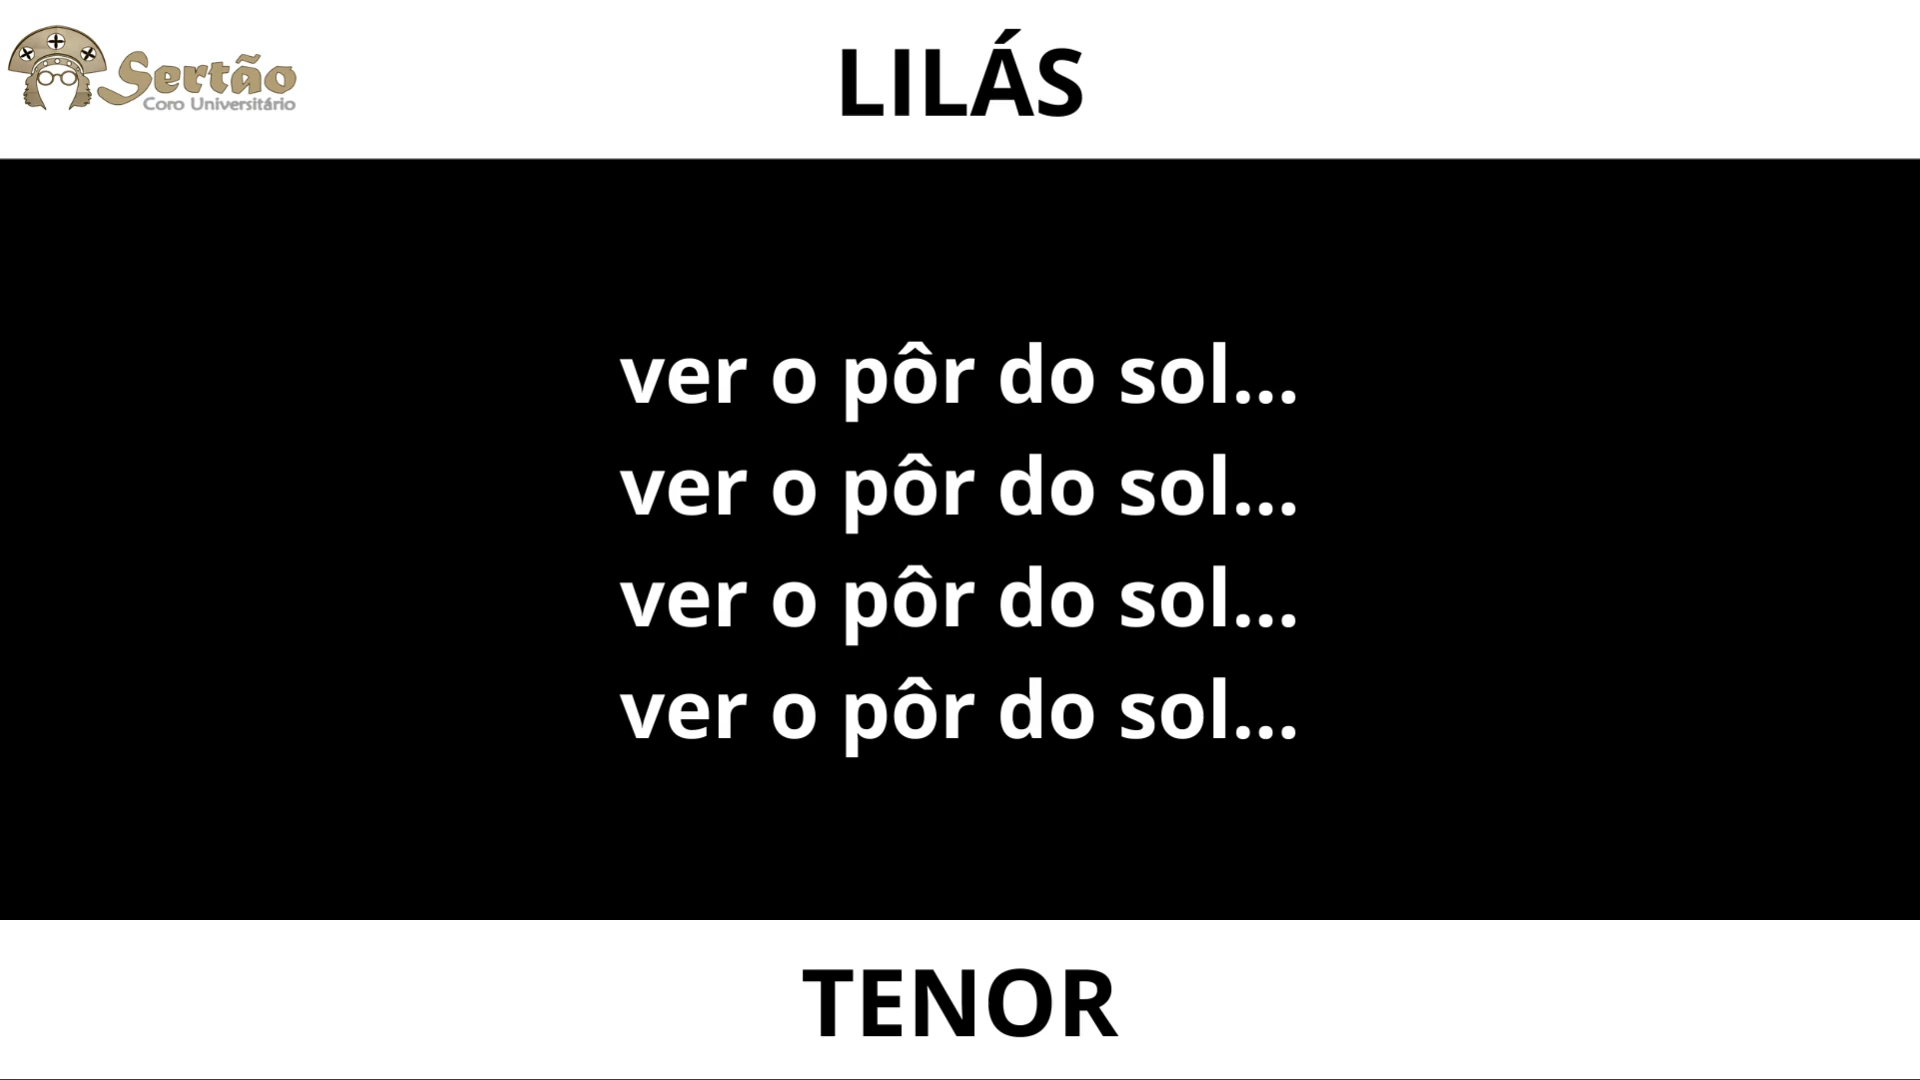 Sertão
Coro Universitário
LILÁS
ver o pôr do sol...
ver o pôr do sol...
ver o pôr do sol...
ver o pôr do sol...
TENOR